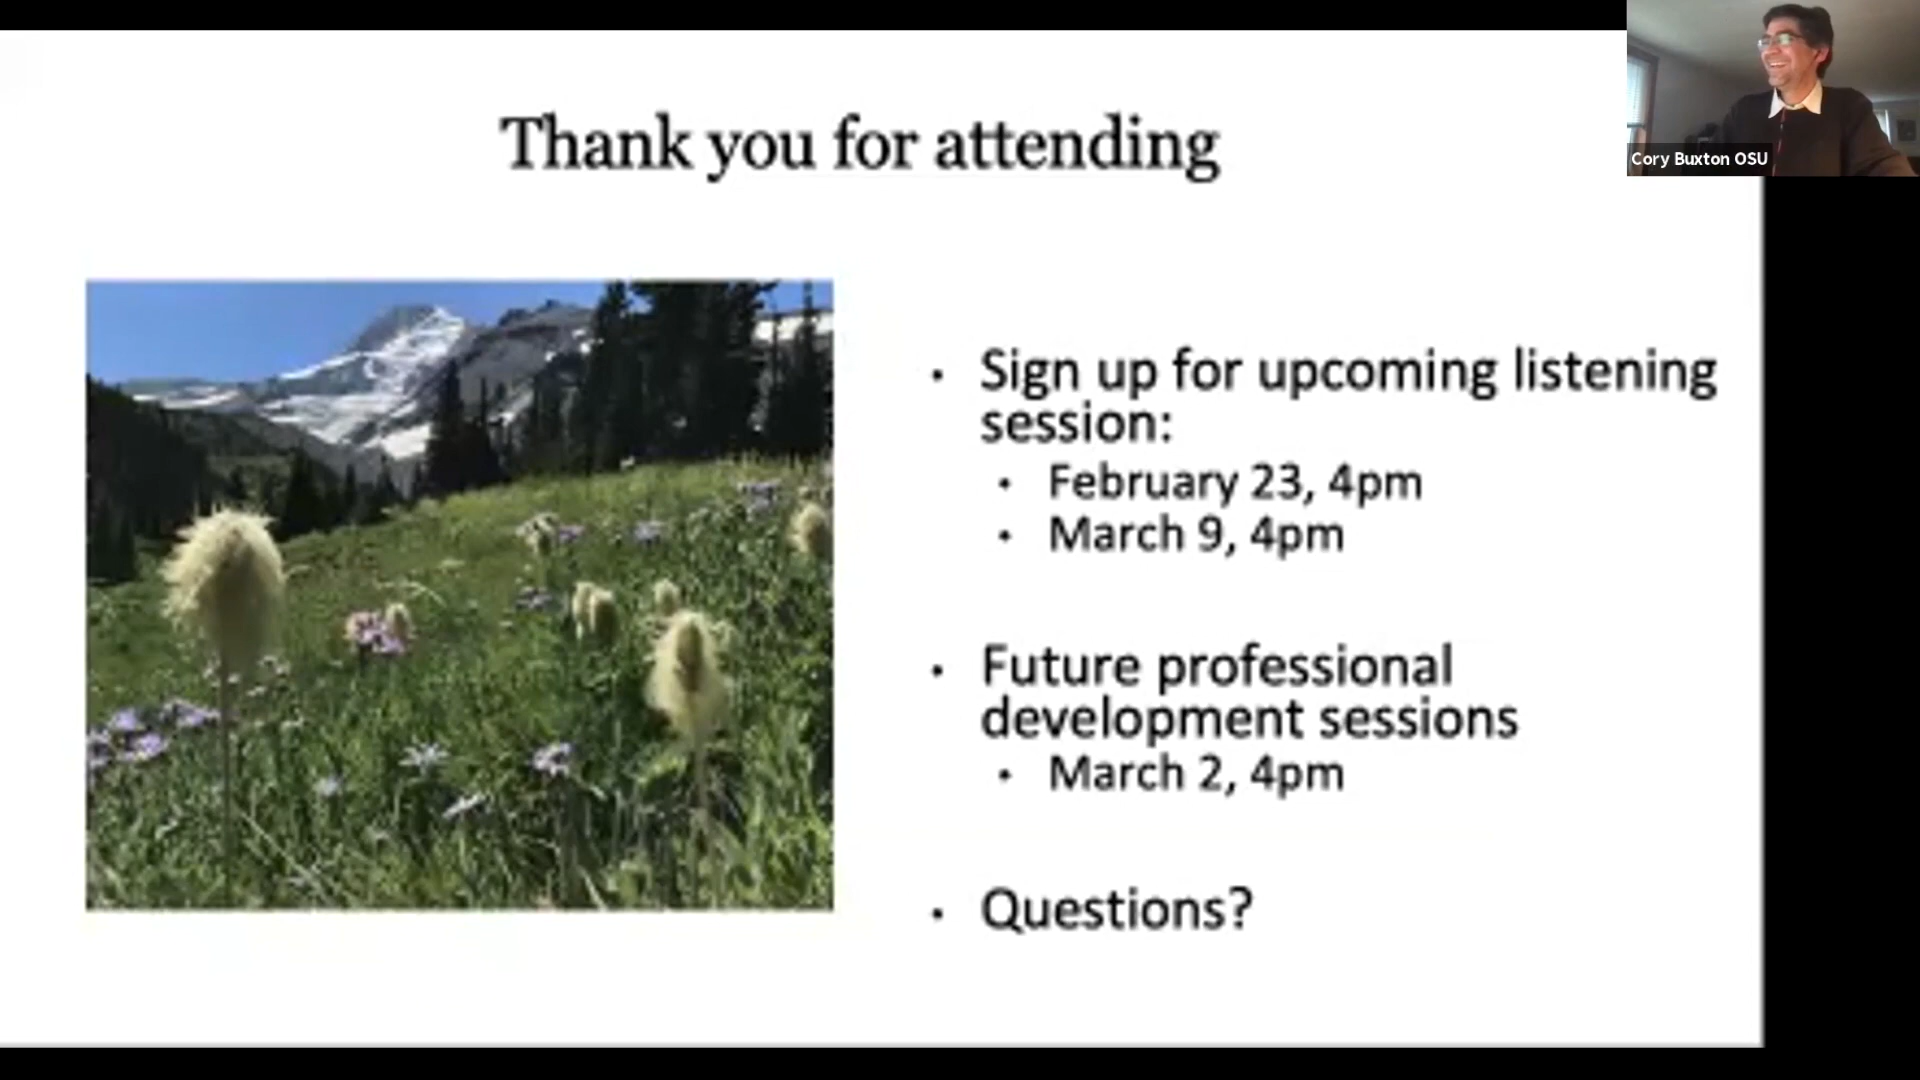 Thank you for attending
Cory Buxton OSU
• Sign up for upcoming listening
session:
• February 23, 4pm
• March 9, 4pm
• Future professional
development sessions
• March 2, 4pm
• Questions?